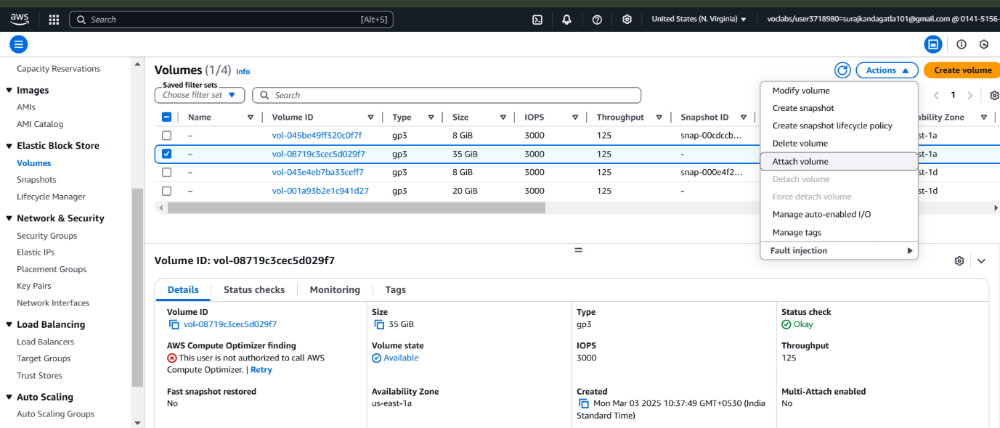 aws
Search [Alt+S]
United States (N. Virginia) voclabs/user3718980=surajkandagatla101@gmail.com @ 0141-5156-
Capacity Reservations
Images
AMIs
AMI Catalog
Elastic Block Store
Volumes
Snapshots
Lifecycle Manager
Network & Security
Security Groups
Elastic IPs
Placement Groups
Key Pairs
Network Interfaces
Load Balancing
Load Balancers
Target Groups
Trust Stores
Auto Scaling
Auto Scaling Groups
Volumes (1/4) Info
Actions
Create volume
Saved filter sets
Choose filter set
Search
1
Name Volume ID Type Size IOPS Throughput Snapshot ID ability Zone
– vol-045be49ff320c0f7f gp3 8 GiB 3000 125 snap-00cdccb... st-1a
– vol-08719c3cec5d029f7 gp3 35 GiB 3000 125 - st-1a
– vol-043e4eb7ba33ceff7 gp3 8 GiB 3000 125 snap-000e4f2... st-1d
– vol-001a93b2e1c941d27 gp3 20 GiB 3000 125 - st-1d
Modify volume
Create snapshot
Create snapshot lifecycle policy
Delete volume
Attach volume
Detach volume
Force detach volume
Manage auto-enabled I/O
Manage tags
Fault injection
Volume ID: vol-08719c3cec5d029f7
Details Status checks Monitoring Tags
Volume ID
vol-08719c3cec5d029f7
Size
35 GiB
Type
gp3
Status check
Okay
AWS Compute Optimizer finding
This user is not authorized to call AWS
Compute Optimizer. | Retry
Volume state
Available
IOPS
3000
Throughput
125
Fast snapshot restored
No
Availability Zone
us-east-1a
Created
Mon Mar 03 2025 10:37:49 GMT+0530 (India
Standard Time)
Multi-Attach enabled
No